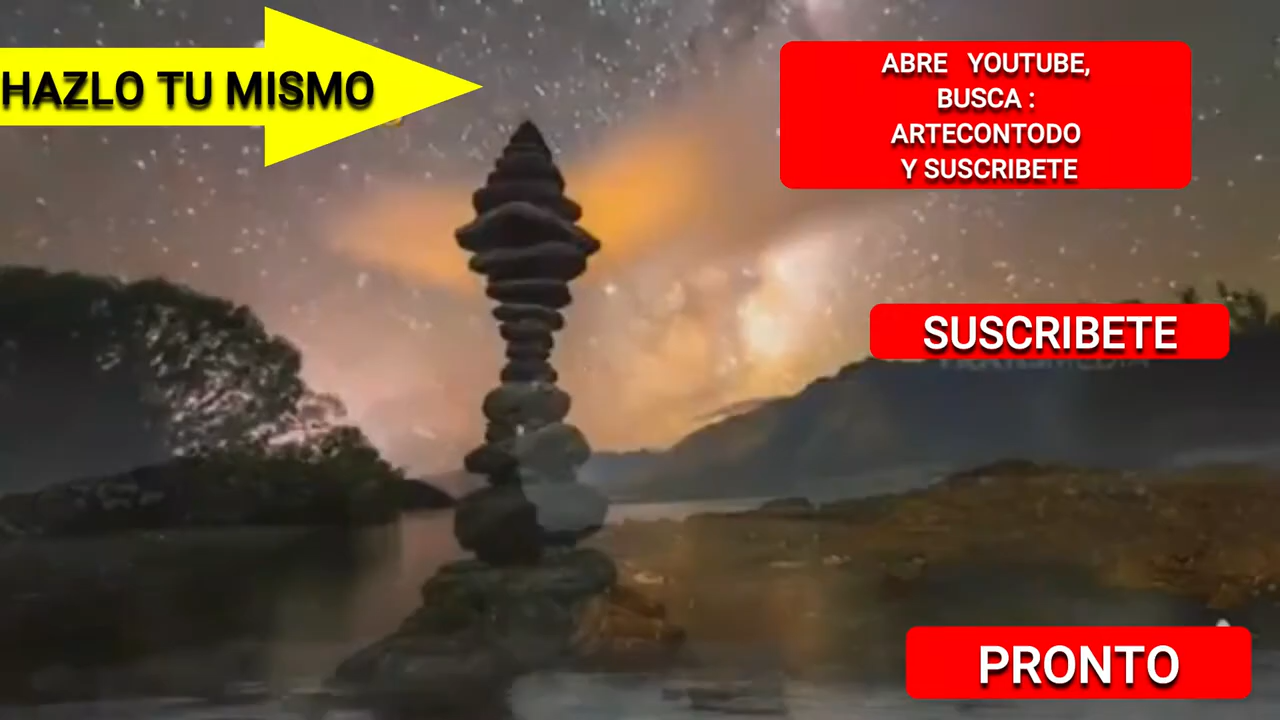 HAZLO TU MISMO
ABRE YOUTUBE,
BUSCA :
ARTECONTODO
Y SUSCRIBETE
SUSCRIBETE
PRONTO